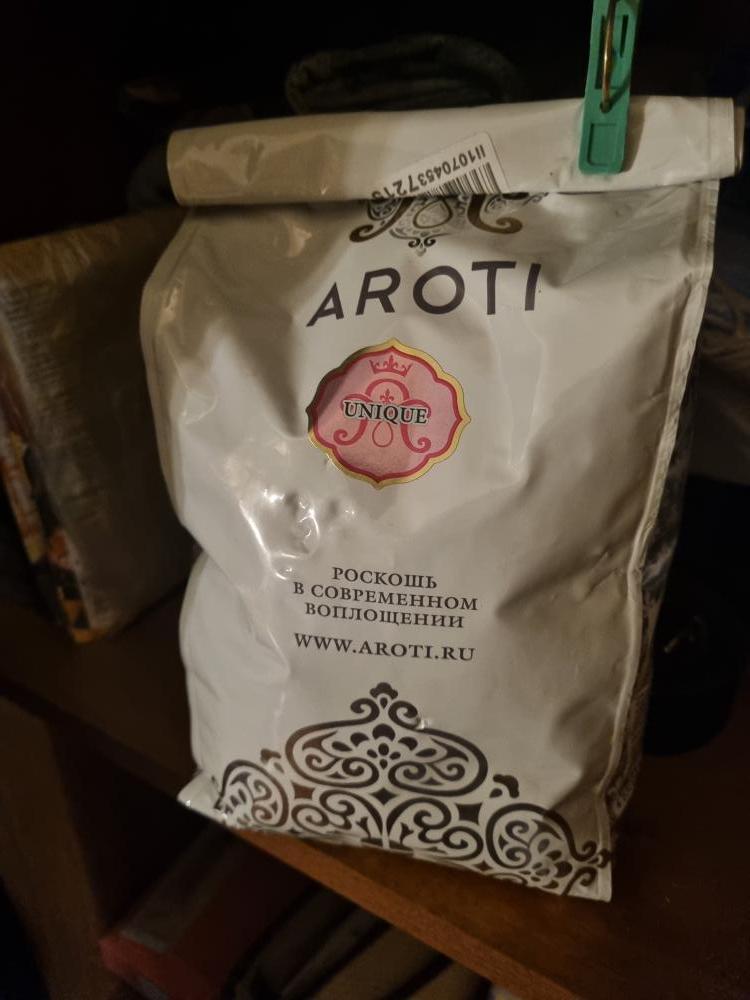 AROTI
UNIQUE
РОСКОШЬ
В СОВРЕМЕННОМ
ВОПЛОЩЕНИИ
WWW.AROTI.RU